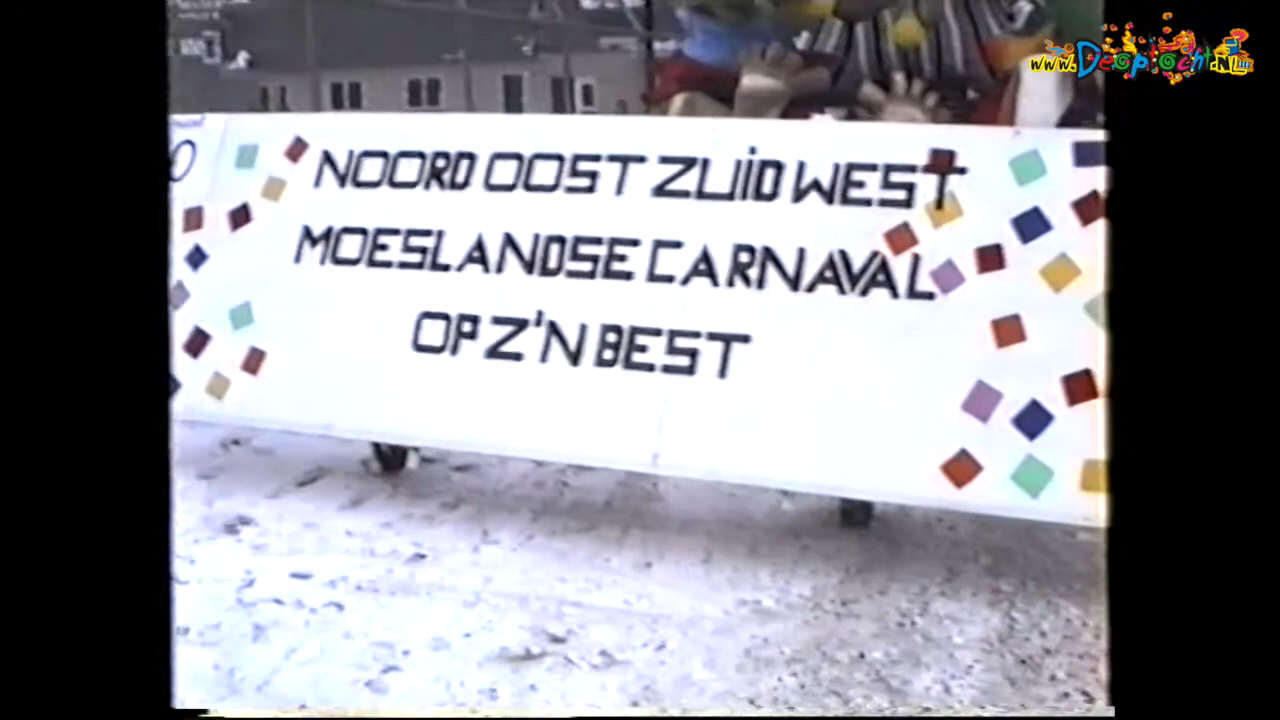 www.Deoptocht.NL
NOORD OOST ZUiD WEST
MOESLANDSE CARNAVAL
OP Z'N BEST